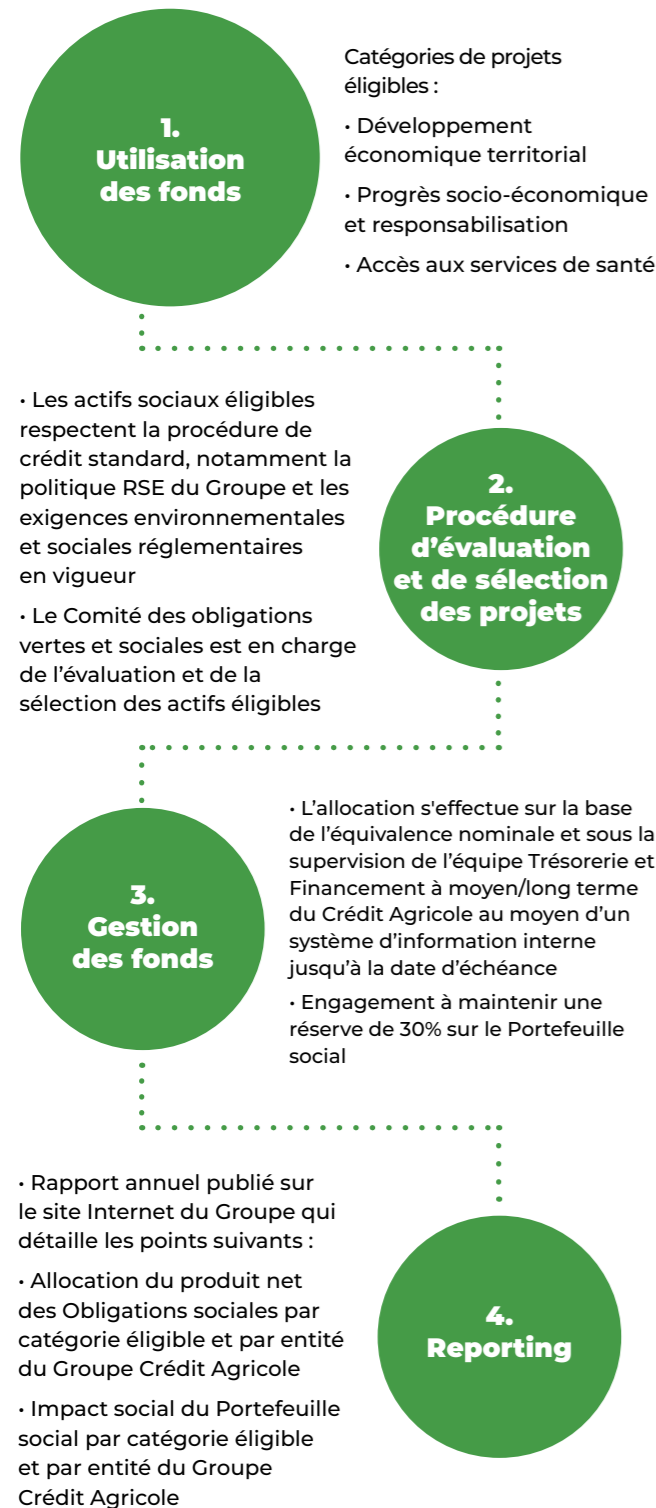 1.
Utilisation
des fonds
Catégories de projets
éligibles :
• Développement
économique territorial
• Progrès socio-économique
et responsabilisation
• Accès aux services de santé
• Les actifs sociaux éligibles
respectent la procédure de
crédit standard, notamment la
politique RSE du Groupe et les
exigences environnementales
et sociales réglementaires
en vigueur
• Le Comité des obligations
vertes et sociales est en charge
de l’évaluation et de la
sélection des actifs éligibles
2.
Procédure
d’évaluation
et de sélection
des projets
3.
Gestion
des fonds
• L’allocation s'effectue sur la base
de l’équivalence nominale et sous la
supervision de l’équipe Trésorerie et
Financement à moyen/long terme
du Crédit Agricole au moyen d’un
système d’information interne
jusqu’à la date d’échéance
• Engagement à maintenir une
réserve de 30% sur le Portefeuille
social
• Rapport annuel publié sur
le site Internet du Groupe qui
détaille les points suivants :
• Allocation du produit net
des Obligations sociales par
catégorie éligible et par entité
du Groupe Crédit Agricole
• Impact social du Portefeuille
social par catégorie éligible
et par entité du Groupe
Crédit Agricole
4.
Reporting